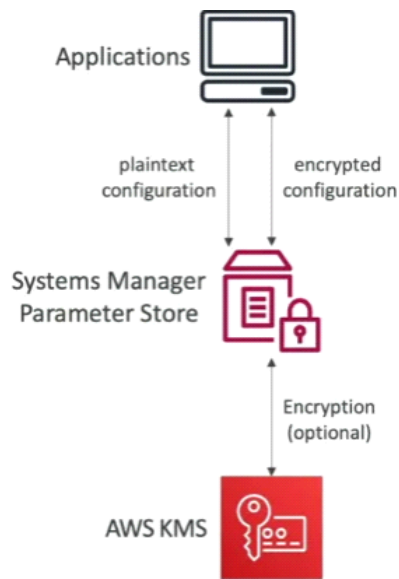 Applications
plaintext
configuration
encrypted
configuration
Systems Manager
Parameter Store
Encryption
(optional)
AWS KMS